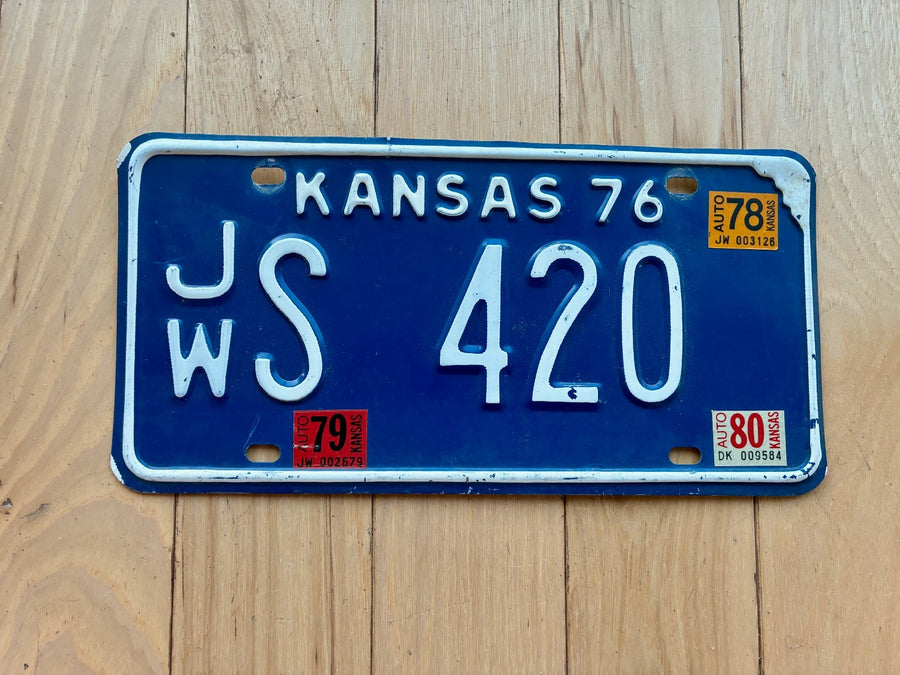 KANSAS 76
JW S 420
AUTO 78 KANSAS
JW 003126
AUTO 79 KANSAS
JW 002679
AUTO 80 KANSAS
DK 009584